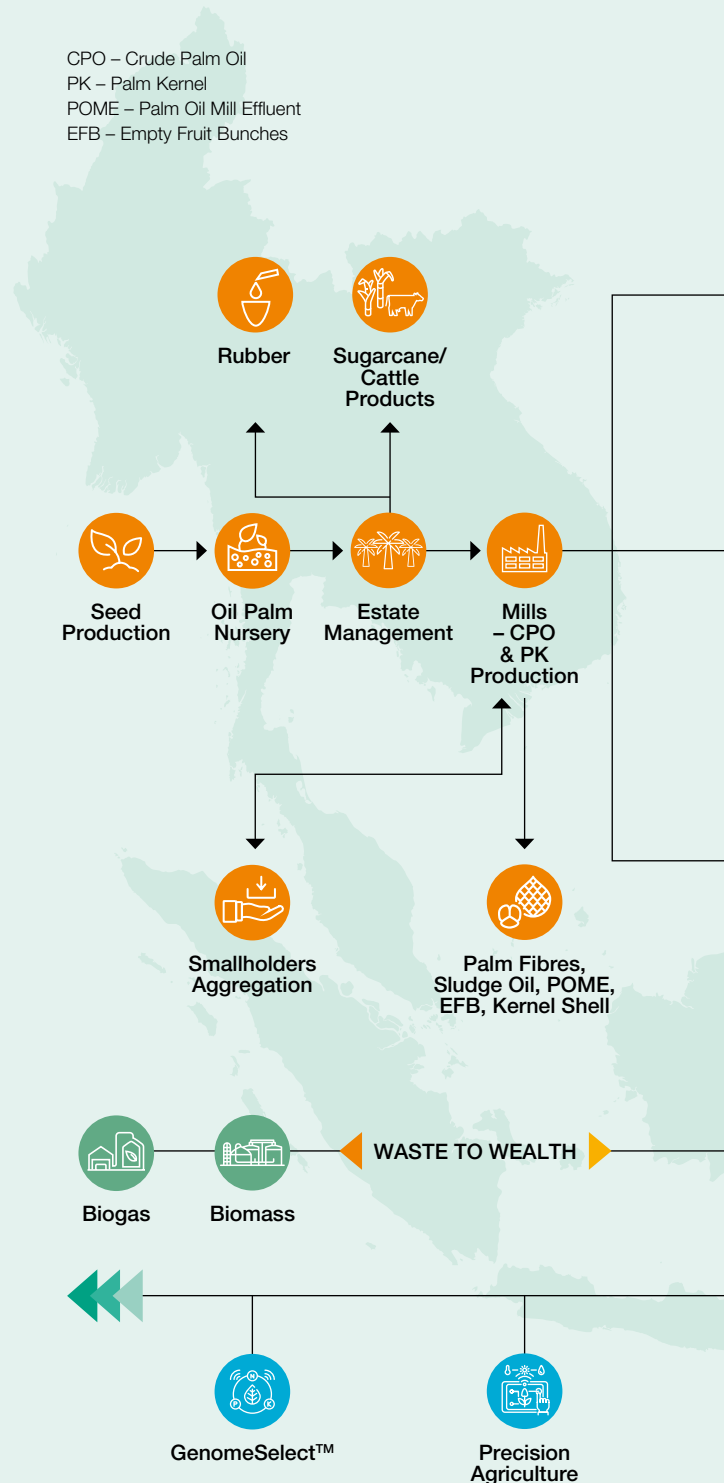 CPO – Crude Palm Oil
PK – Palm Kernel
POME – Palm Oil Mill Effluent
EFB – Empty Fruit Bunches
Rubber
Sugarcane/
Cattle
Products
Seed
Production
Oil Palm
Nursery
Estate
Management
Mills
– CPO
& PK
Production
Smallholders
Aggregation
Palm Fibres,
Sludge Oil, POME,
EFB, Kernel Shell
Biogas
Biomass
WASTE TO WEALTH
N
P
K
GenomeSelect™
Precision
Agriculture